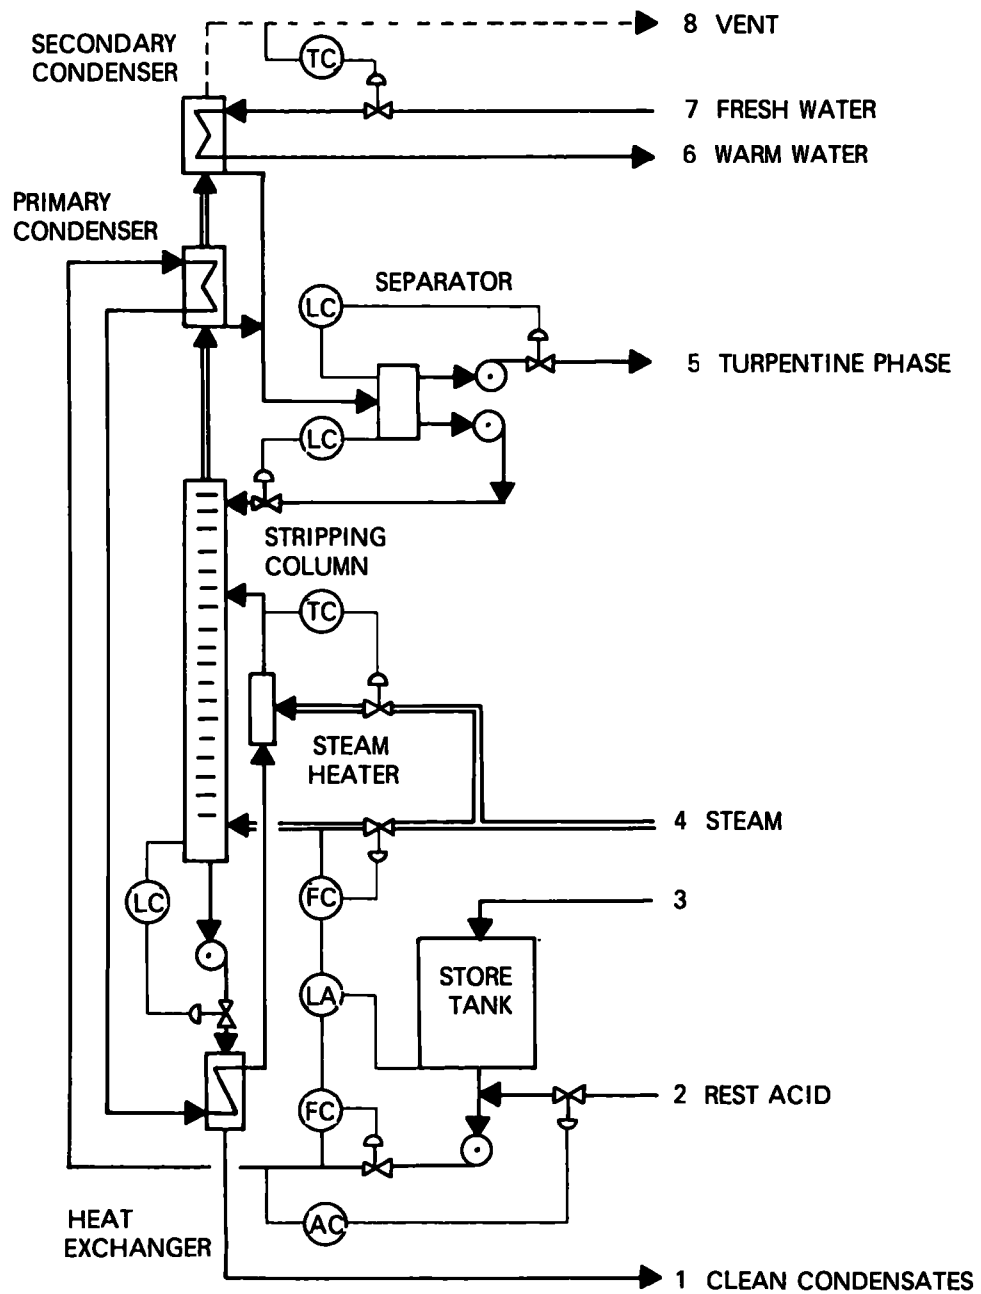 8 VENT
SECONDARY
CONDENSER
TC
7 FRESH WATER
6 WARM WATER
PRIMARY
CONDENSER
SEPARATOR
LC
5 TURPENTINE PHASE
LC
STRIPPING
COLUMN
TC
STEAM
HEATER
4 STEAM
LC
FC
3
STORE
TANK
LA
2 REST ACID
FC
AC
HEAT
EXCHANGER
1 CLEAN CONDENSATES